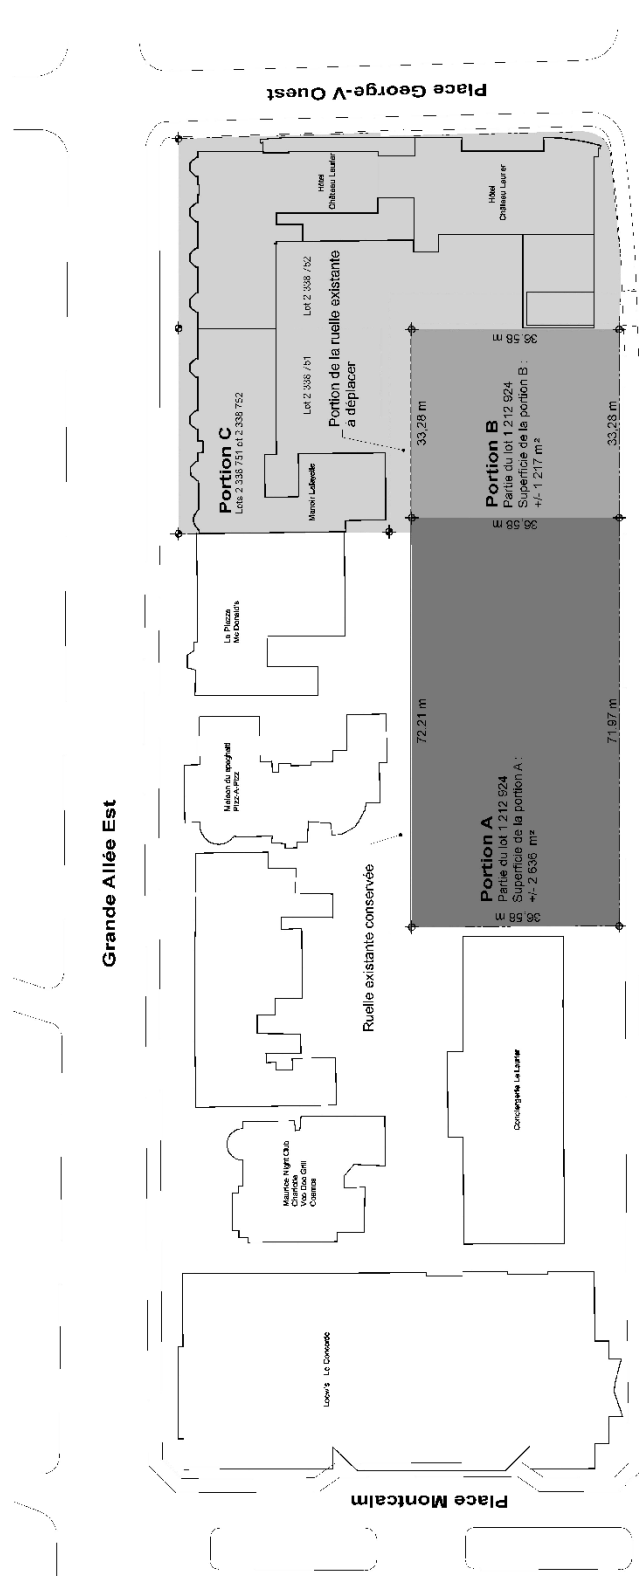 Place George-V Ouest
Hôtel
Château Laurier
Hôtel
Château Laurier
Lot 2 338 752
Lot 2 338 751
Portion de la ruelle existante
à déplacer
Portion C
Lots 2 338 751 et 2 338 752
Manoir Lafayette
36,58 m
33,28 m
33,28 m
Portion B
Partie du lot 1 212 924
Superficie de la portion B :
+/- 1 217 m²
36,58 m
La Piazza
McDonald's
72,21 m
71,97 m
Maison du spaghetti
Pizz-A-Pizz
Grande Allée Est
Portion A
Partie du lot 1 212 924
Superficie de la portion A :
+/- 2 636 m²
36,58 m
Ruelle existante conservée
Conciergerie Le Laurier
Maurice Night Club
Charlotte
Voo Doo Grill
Cosmos
Loew's Le Concorde
Place Montcalm